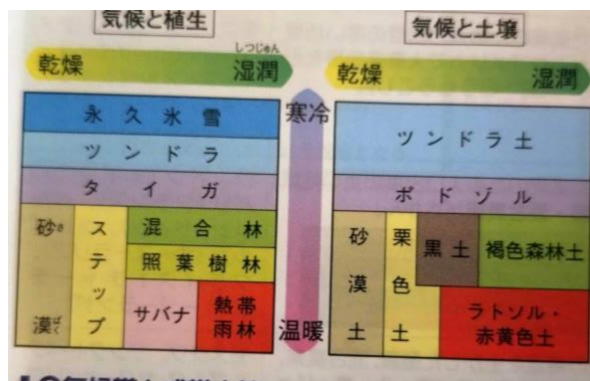 気候と植生
乾燥
しつじゅん
湿潤
永久氷雪
ツンドラ
タイガ
砂さ
漠ばく
ステップ
混合林
照葉樹林
サバナ
熱帯
雨林
寒冷
温暖
気候と土壌
乾燥
湿潤
ツンドラ土
ポドゾル
砂漠土
栗色土
黒土
褐色森林土
ラトソル・
赤黄色土